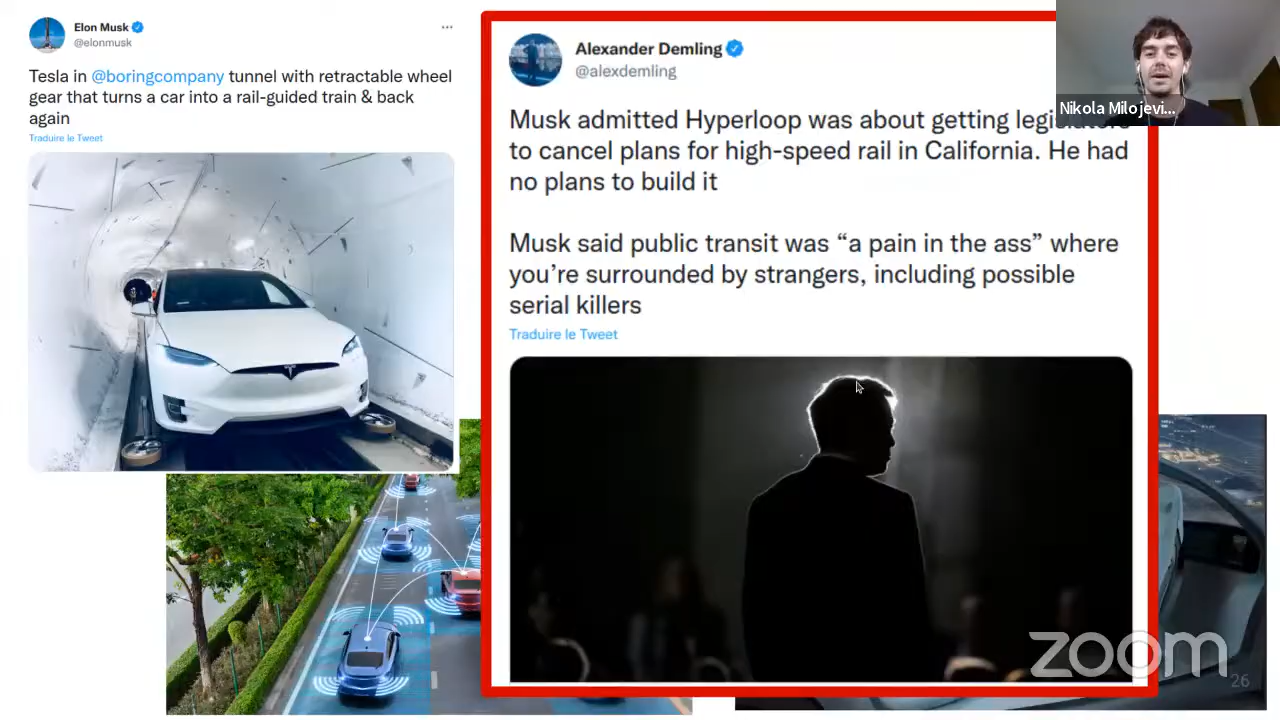 Elon Musk
@elonmusk
Tesla in @boringcompany tunnel with retractable wheel
gear that turns a car into a rail-guided train & back
again
Traduire le Tweet
Alexander Demling
@alexdemling
Musk admitted Hyperloop was about getting legislators
to cancel plans for high-speed rail in California. He had
no plans to build it
Musk said public transit was “a pain in the ass” where
you’re surrounded by strangers, including possible
serial killers
Traduire le Tweet
Nikola Milojevi...
zoom
26